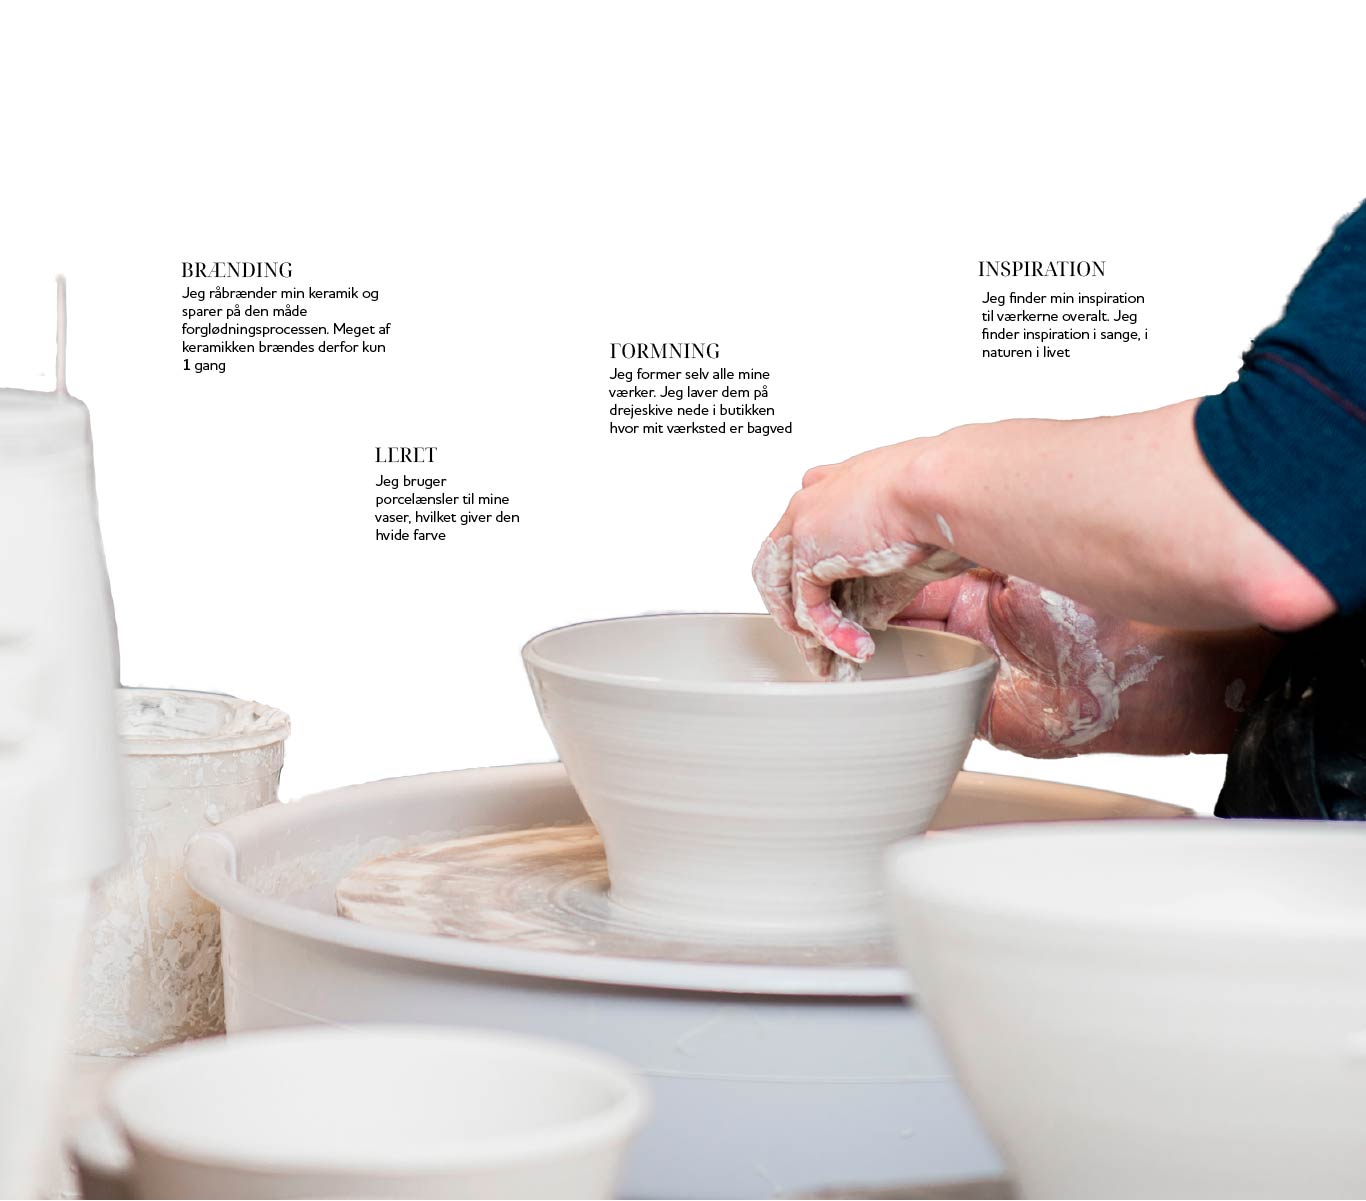 BRÆNDING
Jeg råbrænder min keramik og
sparer på den måde
forglødningsprocessen. Meget af
keramikken brændes derfor kun
1 gang
LERET
Jeg bruger
porcelænsler til mine
vaser, hvilket giver den
hvide farve
FORMNING
Jeg former selv alle mine
værker. Jeg laver dem på
drejeskive nede i butikken
hvor mit værksted er bagved
INSPIRATION
Jeg finder min inspiration
til værkerne overalt. Jeg
finder inspiration i sange, i
naturen i livet